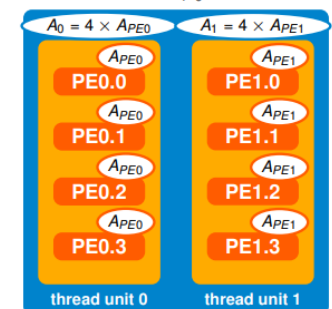 A0 = 4 × APE0
A1 = 4 × APE1
APE0
PE0.0
APE0
PE0.1
APE0
PE0.2
APE0
PE0.3
thread unit 0
APE1
PE1.0
APE1
PE1.1
APE1
PE1.2
APE1
PE1.3
thread unit 1